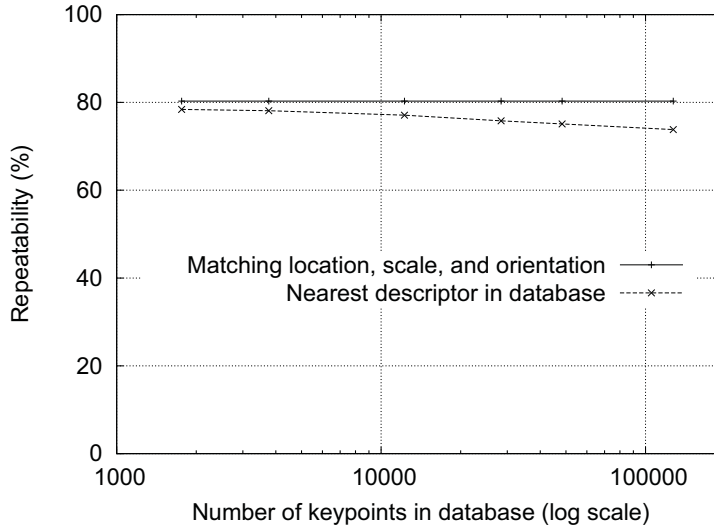 100
80
60
40
20
0
Repeatability (%)
Matching location, scale, and orientation
Nearest descriptor in database
1000 10000 100000
Number of keypoints in database (log scale)